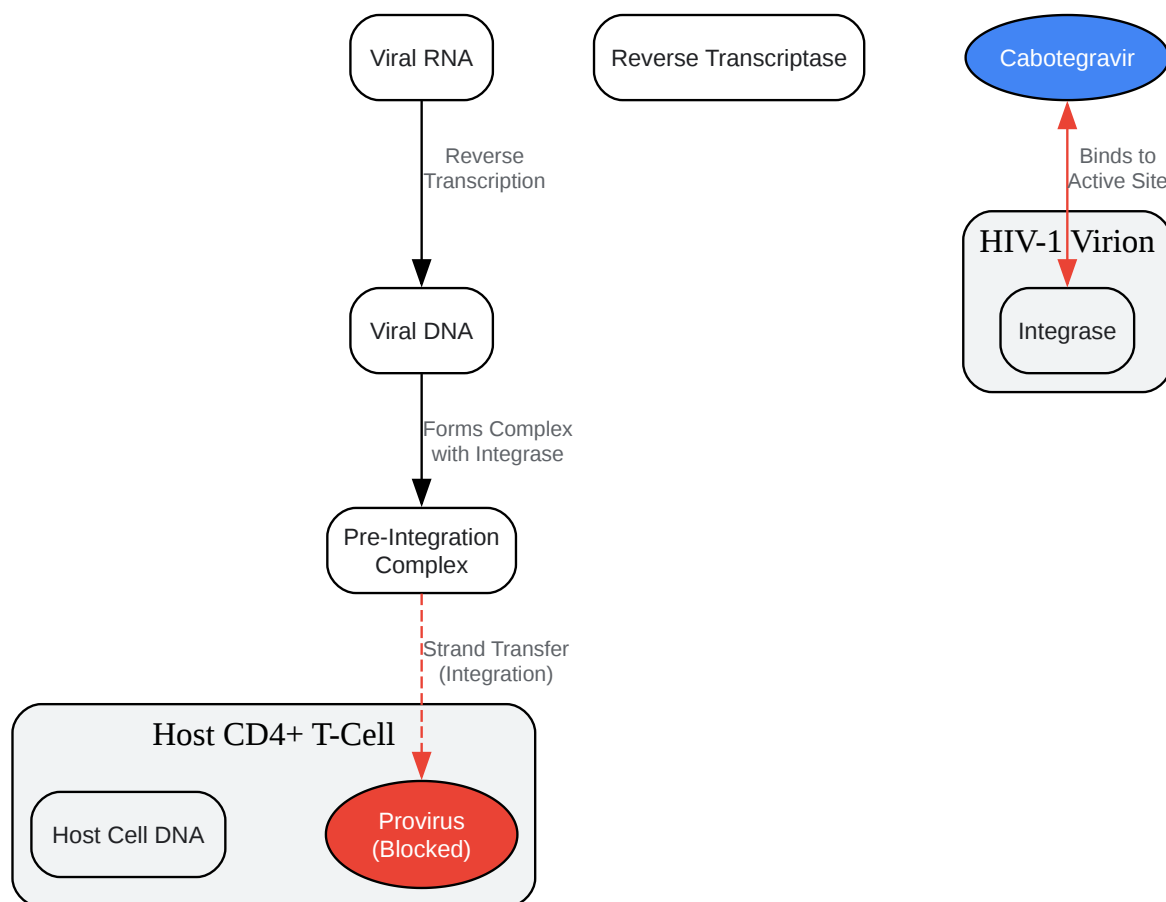 Viral RNA
Reverse Transcriptase
Cabotegravir
Reverse
Transcription
Binds to
Active Site
HIV-1 Virion
Viral DNA
Integrase
Forms Complex
with Integrase
Pre-Integration
Complex
Strand Transfer
(Integration)
Host CD4+ T-Cell
Host Cell DNA
Provirus
(Blocked)